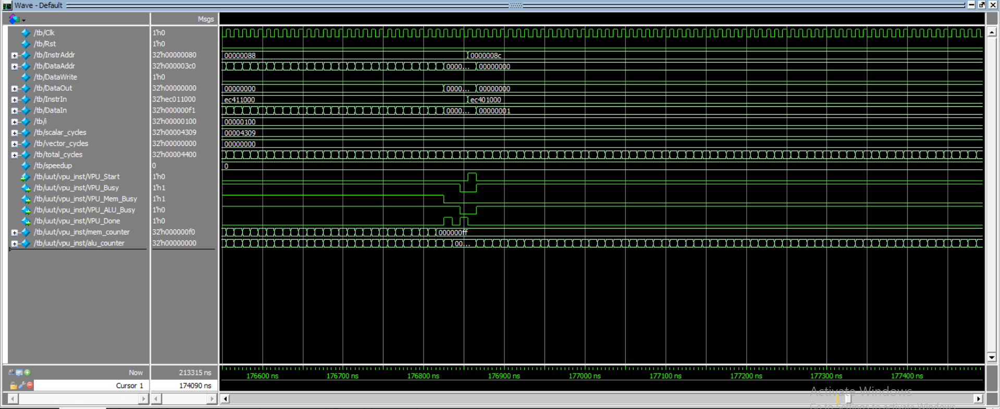 Wave - Default
Msgs
/tb/Clk 1'h0
/tb/Rst 1'h0
/tb/InstrAddr 32'h00000080 00000088 0000008c
/tb/DataAddr 32'h000003c0 0000... 00000000
/tb/DataWrite 1'h0
/tb/DataOut 32'h00000000 00000000 0000... 00000000
/tb/InstrIn 32'hec011000 ec411000 ec401000
/tb/DataIn 32'h000000f1 0000... 00000001
/tb/i 32'h00000100 00000100
/tb/scalar_cycles 32'h00004309 00004309
/tb/vector_cycles 32'h00000000 00000000
/tb/total_cycles 32'h00004400
/tb/speedup 0 0
/tb/uut/vpu_inst/VPU_Start 1'h0
/tb/uut/vpu_inst/VPU_Busy 1'h1
/tb/uut/vpu_inst/VPU_Mem_Busy 1'h1
/tb/uut/vpu_inst/VPU_ALU_Busy 1'h0
/tb/uut/vpu_inst/VPU_Done 1'h0
/tb/uut/vpu_inst/mem_counter 32'h000000f0 000000ff
/tb/uut/vpu_inst/alu_counter 32'h00000000 00...
Now 213315 ns 176600 ns 176700 ns 176800 ns 176900 ns 177000 ns 177100 ns 177200 ns 177300 ns 177400 ns
Cursor 1 174090 ns
Activate Windows
Go to Settings to activate Windows.